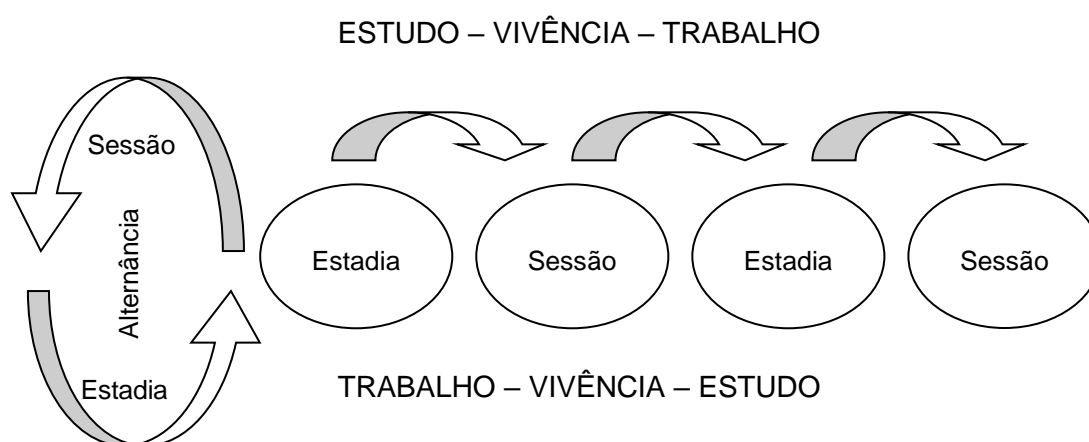 ESTUDO – VIVÊNCIA – TRABALHO
Sessão
Alternância
Estadia
Estadia
Sessão
Estadia
Sessão
TRABALHO – VIVÊNCIA – ESTUDO